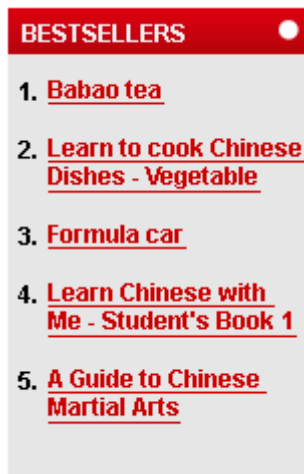 BESTSELLERS
1. Babao tea
2. Learn to cook Chinese
Dishes - Vegetable
3. Formula car
4. Learn Chinese with
Me - Student's Book 1
5. A Guide to Chinese
Martial Arts